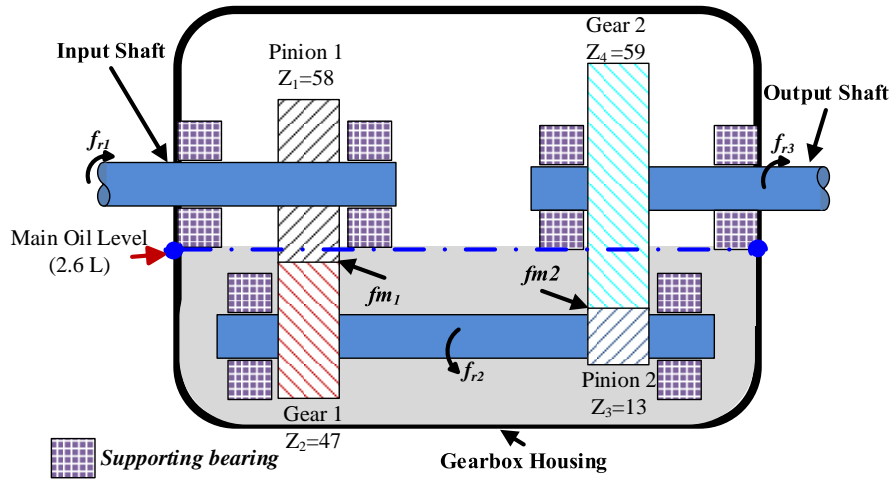 Gear 2
Z4=59
Input Shaft
Pinion 1
Z1=58
Output Shaft
fr1
fr3
Main Oil Level
(2.6 L)
fm1
fm2
fr2
Gear 1
Z2=47
Pinion 2
Z3=13
Supporting bearing
Gearbox Housing